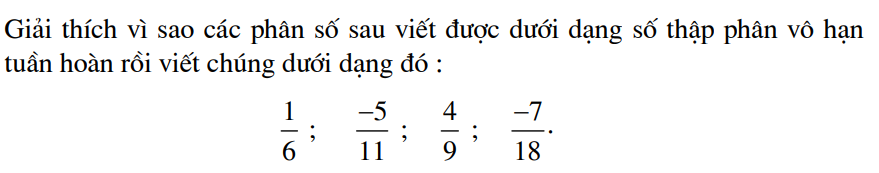 Giải thích vì sao các phân số sau viết được dưới dạng số thập phân vô hạn
tuần hoàn rồi viết chúng dưới dạng đó :
1/6 ; –5/11 ; 4/9 ; –7/18 .